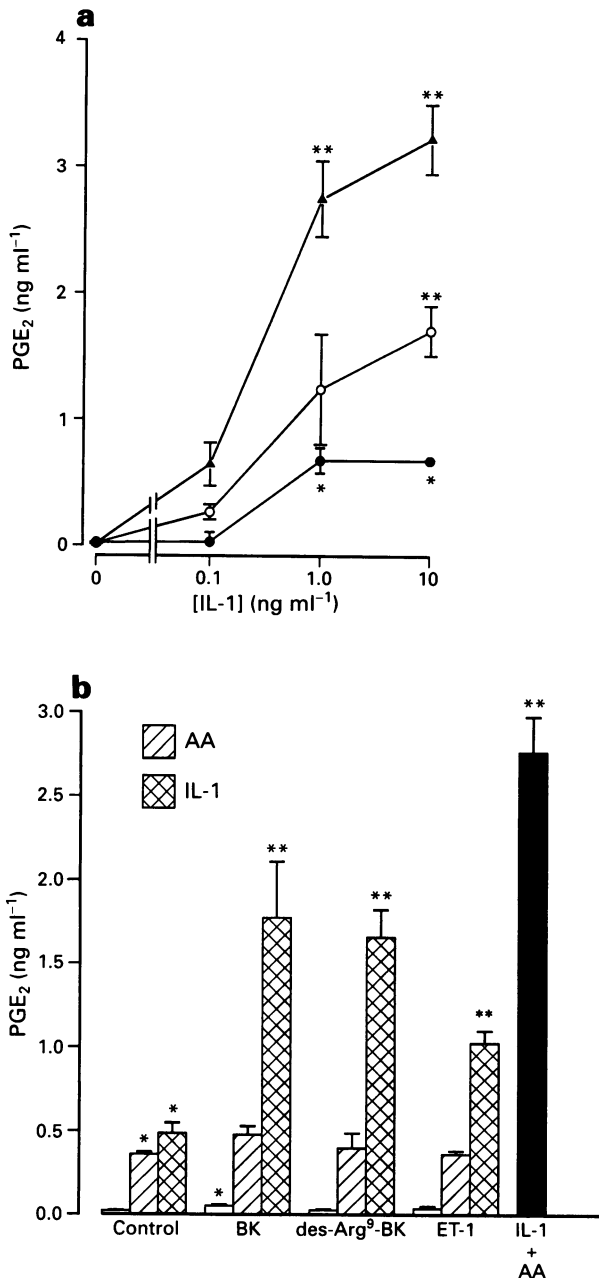 a
4
3
2
1
0
PGE₂ (ng ml⁻¹)
**
**
**
*
*
0 0.1 1.0 10
[IL-1] (ng ml⁻¹)
b
3.0
2.5
2.0
1.5
1.0
0.5
0.0
PGE₂ (ng ml⁻¹)
AA
IL-1
* *
* **
**
**
**
Control BK des-Arg⁹-BK ET-1 IL-1
+
AA